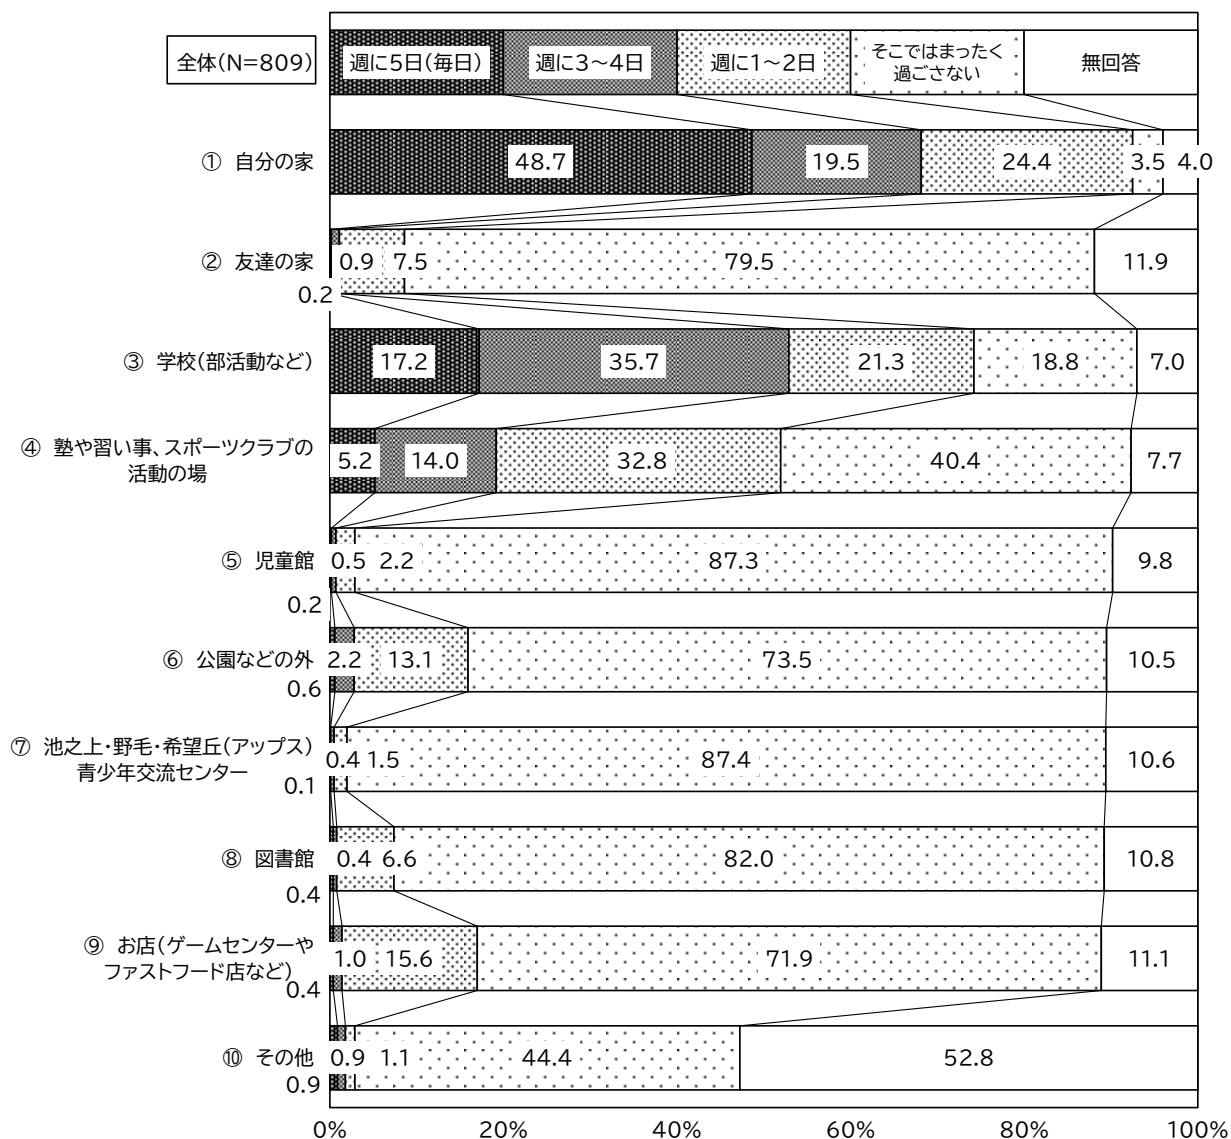 全体(N=809)
週に5日(毎日)
週に3~4日
週に1~2日
そこではまったく
過ごさない
無回答
① 自分の家
48.7
19.5
24.4
3.5
4.0
② 友達の家
0.2
0.9
7.5
79.5
11.9
③ 学校(部活動など)
17.2
35.7
21.3
18.8
7.0
④ 塾や習い事、スポーツクラブの
活動の場
5.2
14.0
32.8
40.4
7.7
⑤ 児童館
0.2
0.5
2.2
87.3
9.8
⑥ 公園などの外
0.6
2.2
13.1
73.5
10.5
⑦ 池之上・野毛・希望丘(アップス)
青少年交流センター
0.1
0.4
1.5
87.4
10.6
⑧ 図書館
0.4
0.4
6.6
82.0
10.8
⑨ お店(ゲームセンターや
ファストフード店など)
0.4
1.0
15.6
71.9
11.1
⑩ その他
0.9
0.9
1.1
44.4
52.8
0%
20%
40%
60%
80%
100%